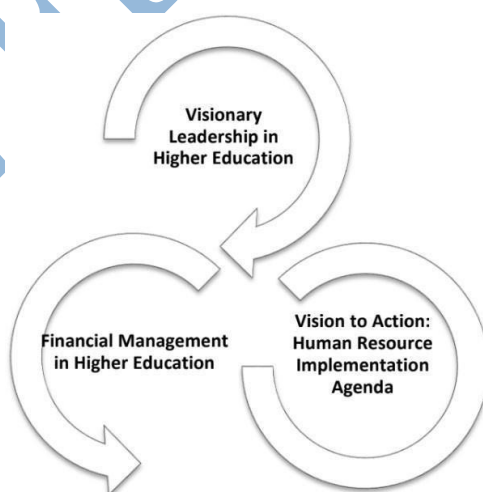 Visionary
Leadership in
Higher Education
Financial Management
in Higher Education
Vision to Action:
Human Resource
Implementation
Agenda